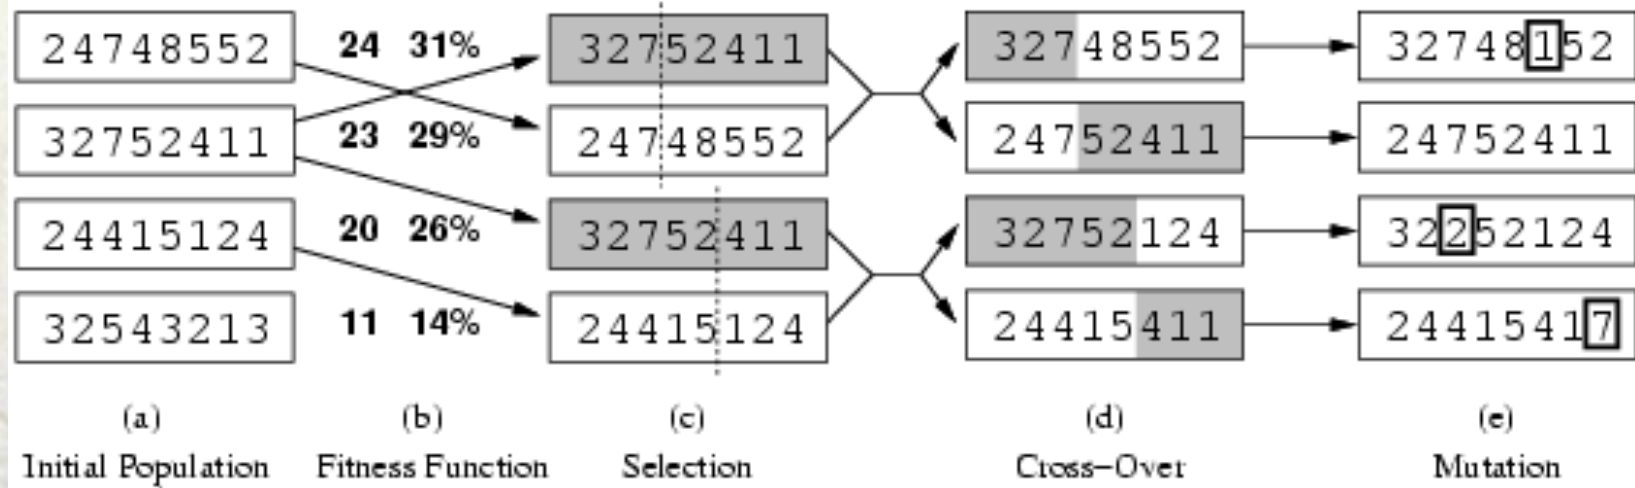 24748552 24 31% 32752411 32748552 32748152
32752411 23 29% 24748552 24752411 24752411
24415124 20 26% 32752411 32752124 32252124
32543213 11 14% 24415124 24415411 24415417
(a) (b) (c) (d) (e)
Initial Population Fitness Function Selection Cross-Over Mutation